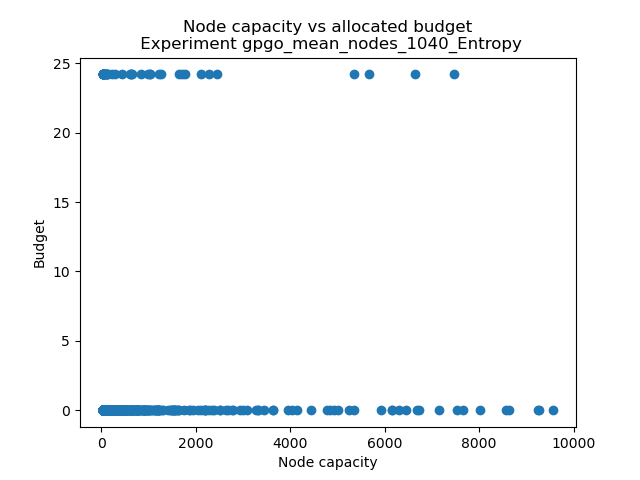 Node capacity vs allocated budget
Experiment gpgo_mean_nodes_1040_Entropy
25
20
15
10
5
0
Budget
0 2000 4000 6000 8000 10000
Node capacity